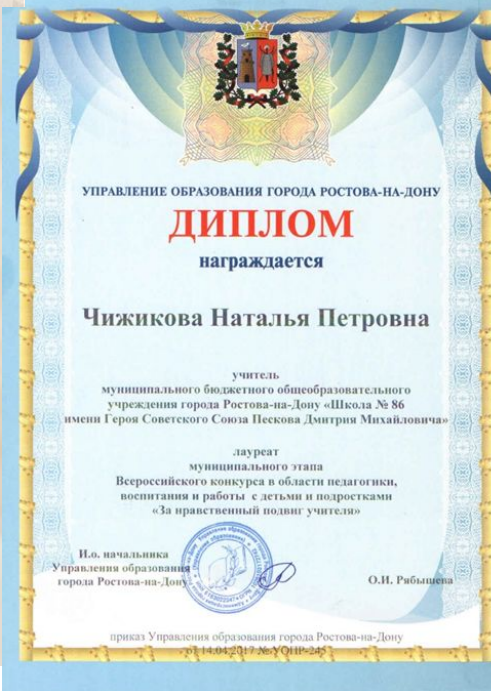 УПРАВЛЕНИЕ ОБРАЗОВАНИЯ ГОРОДА РОСТОВА-НА-ДОНУ
ДИПЛОМ
награждается
Чижикова Наталья Петровна
учитель
муниципального бюджетного общеобразовательного
учреждения города Ростова-на-Дону «Школа № 86
имени Героя Советского Союза Пескова Дмитрия Михайловича»
лауреат
муниципального этапа
Всероссийского конкурса в области педагогики,
воспитания и работы с детьми и подростками
«За нравственный подвиг учителя»
И.о. начальника
Управления образования
города Ростова-на-Дону
О.И. Рябышева
приказ Управления образования города Ростова-на-Дону
от 14.04.2017 № УОПР-245